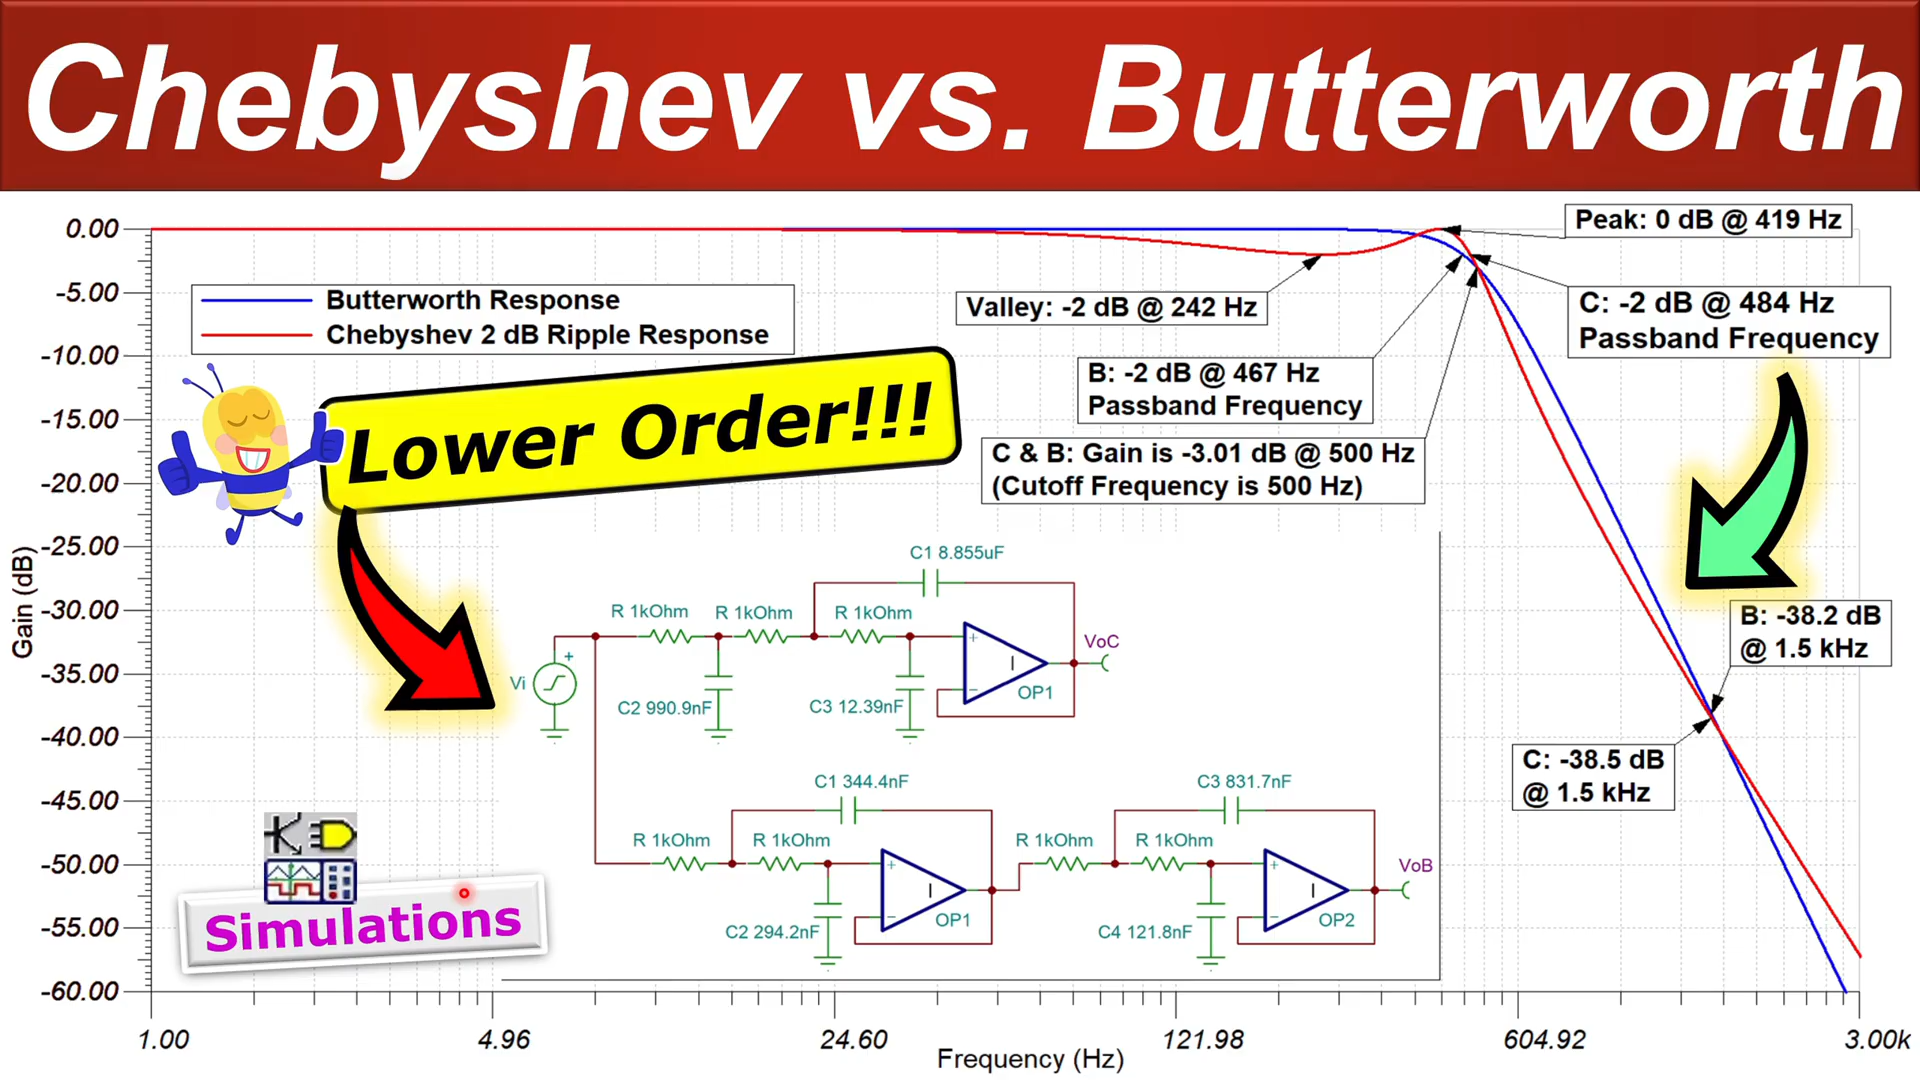 Chebyshev vs. Butterworth
Peak: 0 dB @ 419 Hz
0.00
-5.00
-10.00
-15.00
-20.00
-25.00
-30.00
-35.00
-40.00
-45.00
-50.00
-55.00
-60.00
Gain (dB)
Butterworth Response
Chebyshev 2 dB Ripple Response
Valley: -2 dB @ 242 Hz
C: -2 dB @ 484 Hz
Passband Frequency
B: -2 dB @ 467 Hz
Passband Frequency
C & B: Gain is -3.01 dB @ 500 Hz
(Cutoff Frequency is 500 Hz)
Lower Order!!!
C1 8.855uF
R 1kOhm
R 1kOhm
R 1kOhm
+
-
VoC
OP1
Vi
+
C2 990.9nF
C3 12.39nF
B: -38.2 dB
@ 1.5 kHz
C: -38.5 dB
@ 1.5 kHz
C1 344.4nF
C3 831.7nF
R 1kOhm
R 1kOhm
R 1kOhm
R 1kOhm
+
-
+
-
VoB
OP1
OP2
C2 294.2nF
C4 121.8nF
Simulations
1.00
4.96
24.60
121.98
604.92
3.00k
Frequency (Hz)